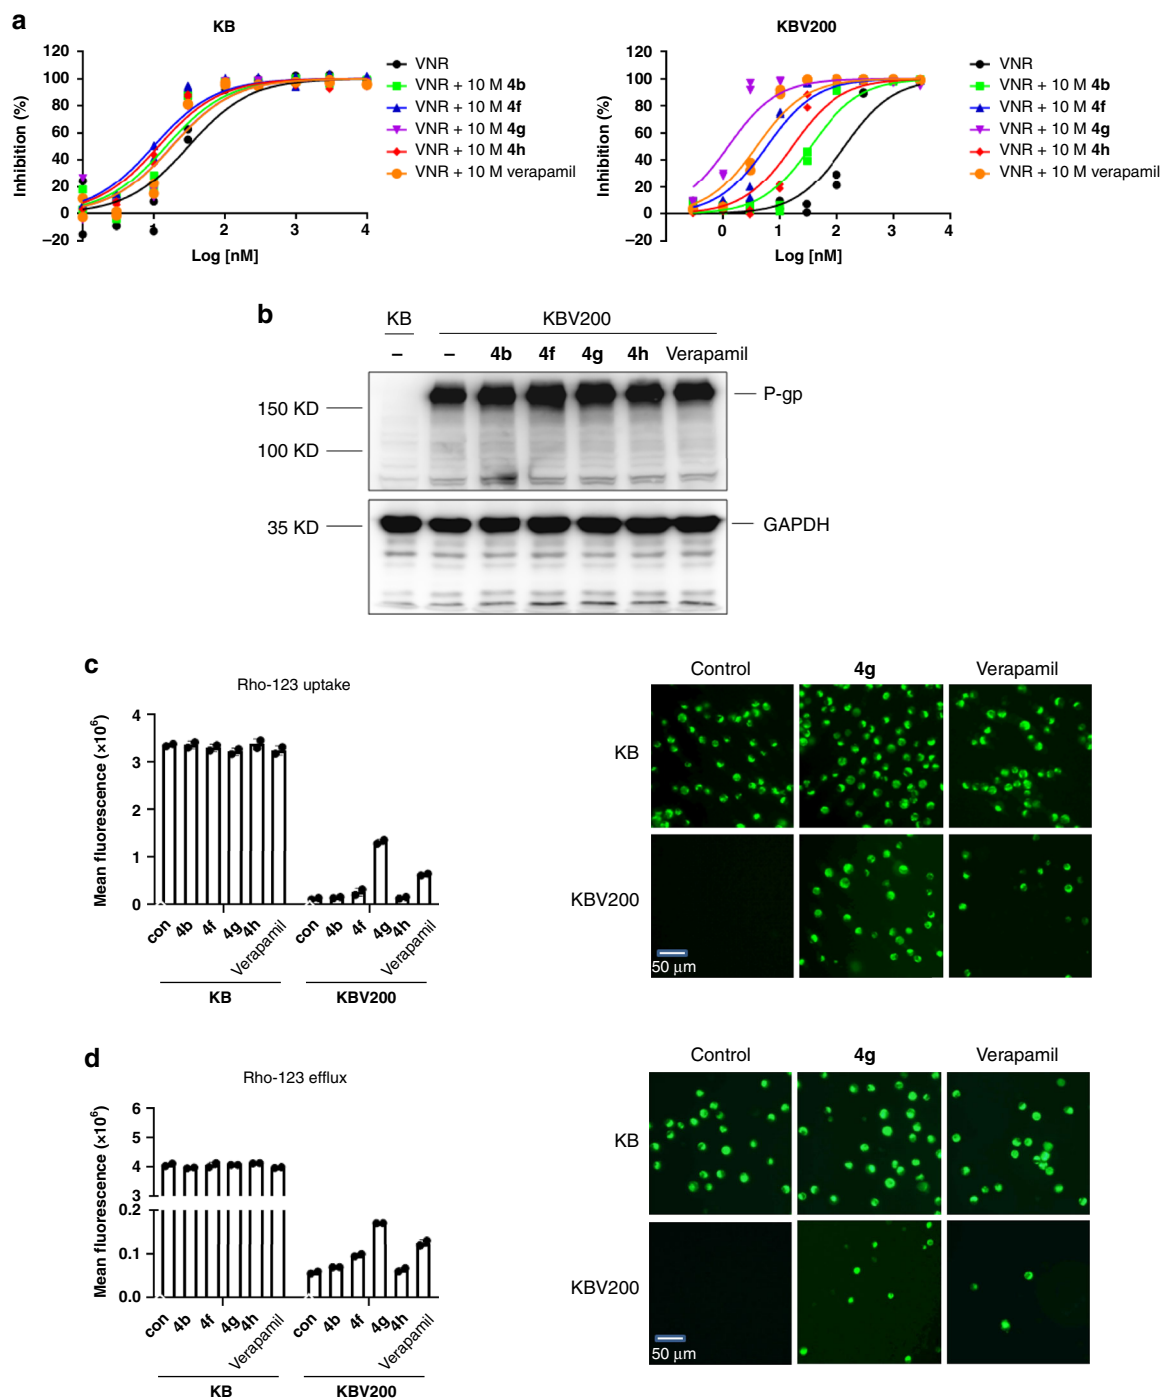 a
KB
Inhibition (%)
120
100
80
60
40
20
0
–20
0
1
2
3
4
Log [nM]
VNR
VNR + 10 M 4b
VNR + 10 M 4f
VNR + 10 M 4g
VNR + 10 M 4h
VNR + 10 M verapamil
KBV200
Inhibition (%)
120
100
80
60
40
20
0
–20
0
1
2
3
4
Log [nM]
VNR
VNR + 10 M 4b
VNR + 10 M 4f
VNR + 10 M 4g
VNR + 10 M 4h
VNR + 10 M verapamil
b
KB KBV200
– – 4b 4f 4g 4h Verapamil
150 KD
P-gp
100 KD
35 KD
GAPDH
c
Rho-123 uptake
Mean fluorescence (×10⁶)
4
3
2
1
0
con 4b 4f 4g 4h Verapamil con 4b 4f 4g 4h Verapamil
KB KBV200
Control 4g Verapamil
KB
KBV200
50 μm
d
Rho-123 efflux
Mean fluorescence (×10⁶)
6
5
4
3
0.2
0.1
0.0
con 4b 4f 4g 4h Verapamil con 4b 4f 4g 4h Verapamil
KB KBV200
Control 4g Verapamil
KB
KBV200
50 μm